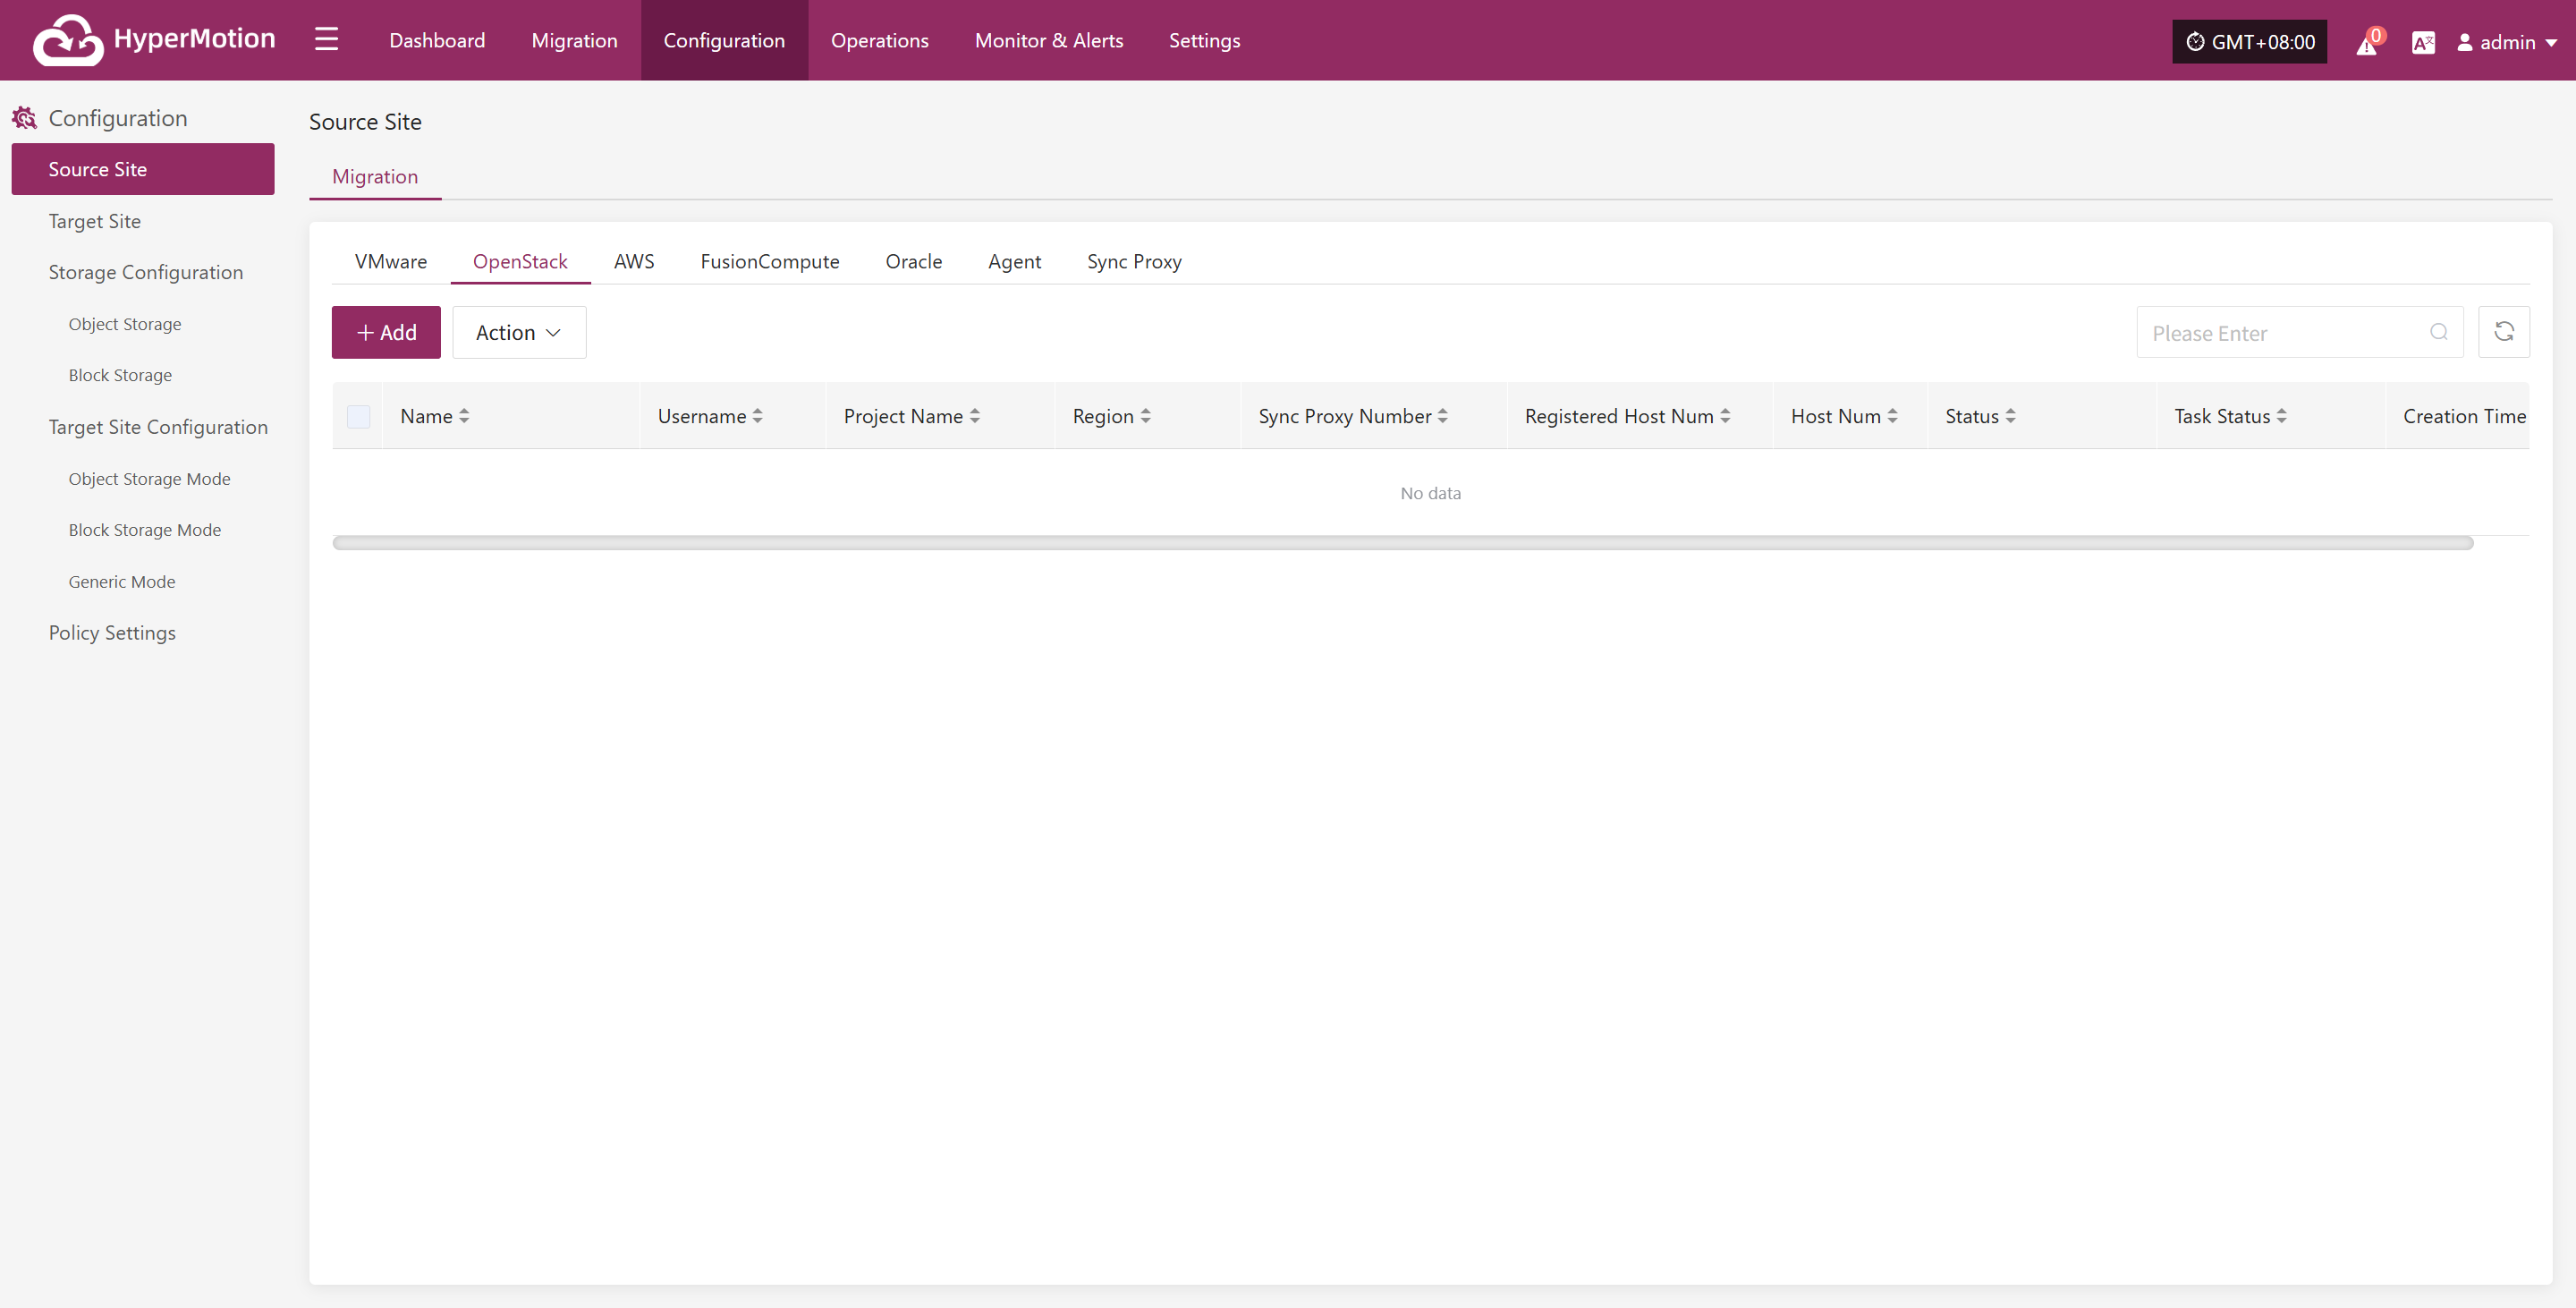 HyperMotion
Dashboard
Migration
Configuration
Operations
Monitor & Alerts
Settings
GMT+08:00
0
admin
Configuration
Source Site
Target Site
Storage Configuration
Object Storage
Block Storage
Target Site Configuration
Object Storage Mode
Block Storage Mode
Generic Mode
Policy Settings
Source Site
Migration
VMware
OpenStack
AWS
FusionCompute
Oracle
Agent
Sync Proxy
Add
Action
Please Enter
Name
Username
Project Name
Region
Sync Proxy Number
Registered Host Num
Host Num
Status
Task Status
Creation Time
No data